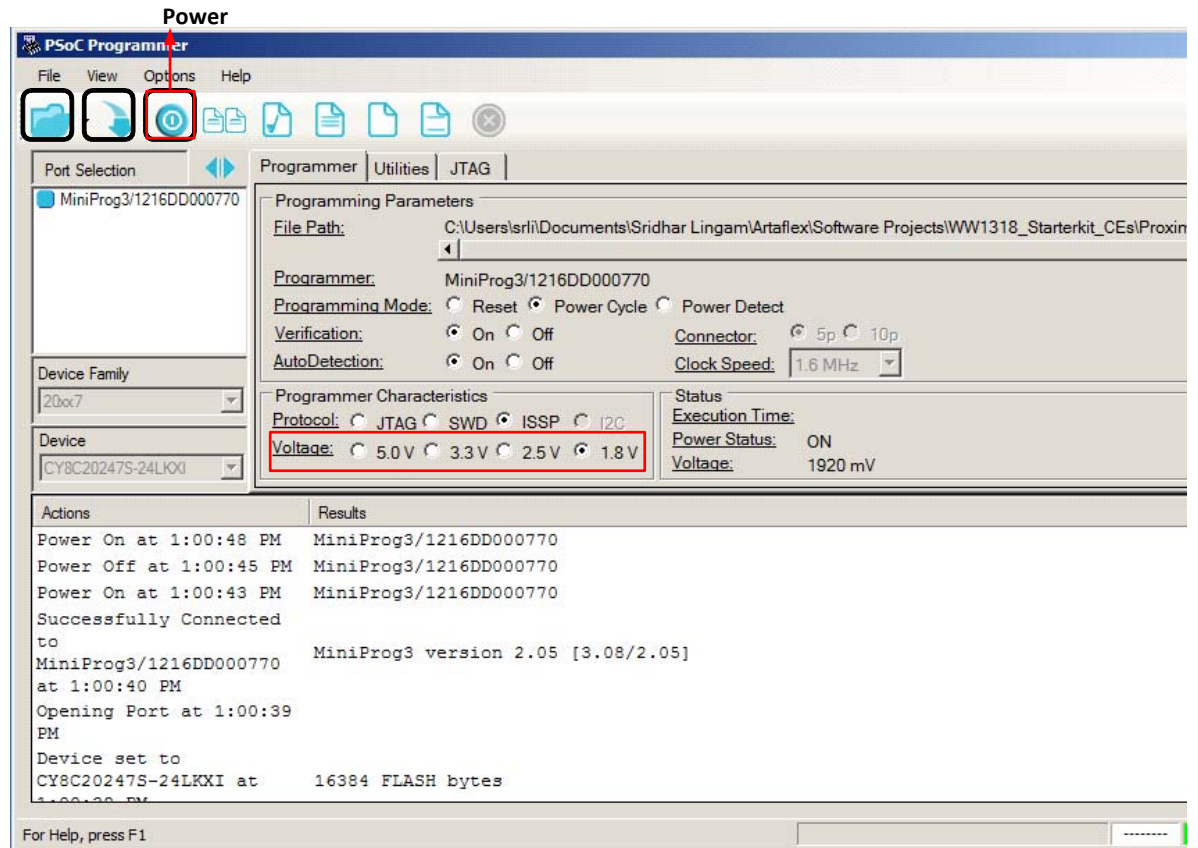 Power
PSoC Programmer
File View Options Help
Port Selection
Programmer Utilities JTAG
MiniProg3/1216DD000770
Programming Parameters
File Path: C:\Users\srli\Documents\Sridhar Lingam\Artaflex\Software Projects\WW1318_Starterkit_CEs\Proxim
Programmer: MiniProg3/1216DD000770
Programming Mode: Reset Power Cycle Power Detect
Verification: On Off Connector: 5p 10p
AutoDetection: On Off Clock Speed: 1.6 MHz
Device Family
20xx7
Device
CY8C20247S-24LKXI
Programmer Characteristics
Protocol: JTAG SWD ISSP I2C
Voltage: 5.0 V 3.3 V 2.5 V 1.8 V
Status
Execution Time:
Power Status: ON
Voltage: 1920 mV
Actions Results
Power On at 1:00:48 PM MiniProg3/1216DD000770
Power Off at 1:00:45 PM MiniProg3/1216DD000770
Power On at 1:00:43 PM MiniProg3/1216DD000770
Successfully Connected
to
MiniProg3/1216DD000770
at 1:00:40 PM
MiniProg3 version 2.05 [3.08/2.05]
Opening Port at 1:00:39
PM
Device set to
CY8C20247S-24LKXI at 16384 FLASH bytes
For Help, press F1
--------